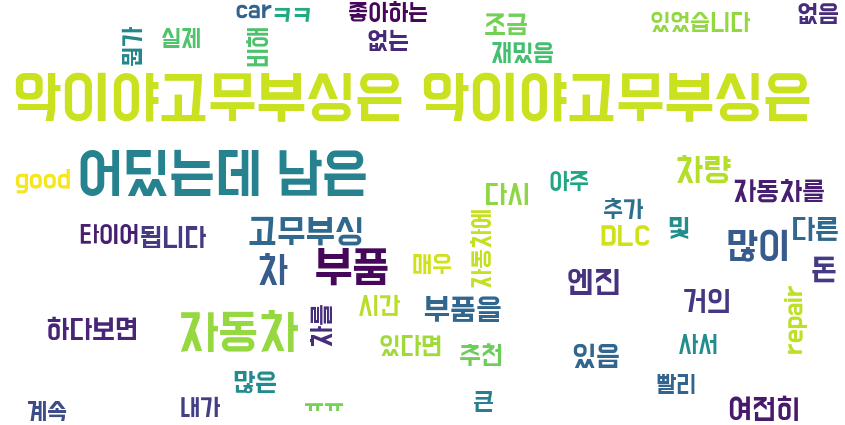 car ㅋㅋ 좋아하는 없음
뭔가 실제 비해 없는 조금 재밌음 있었습니다
악이야고무부싱은 악이야고무부싱은
어딨는데 남은
good 다시 아주 차량 자동차를
타이어 됩니다 고무부싱 자동차에 추가 DLC 및 많이 다른
차 부품 매우 엔진 거의 돈
하다보면 자동차 차를 시간 부품을 repair
있다면 추천 있음 사서
많은 빨리
계속 내가 ㅠㅠ 큰 여전히